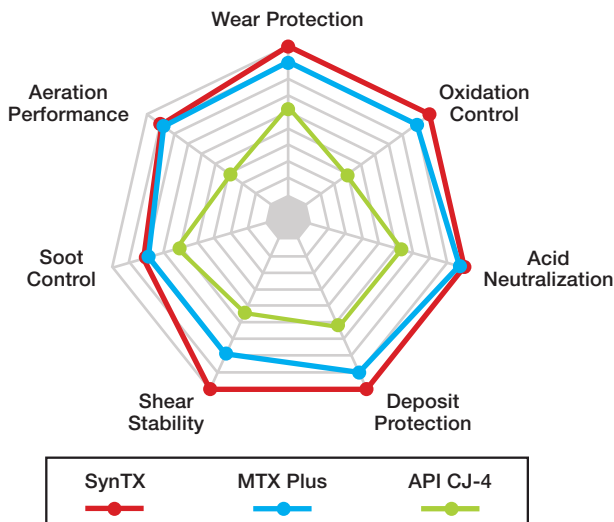 Wear Protection
Aeration
Performance
Oxidation
Control
Soot
Control
Acid
Neutralization
Shear
Stability
Deposit
Protection
SynTX
MTX Plus
API CJ-4